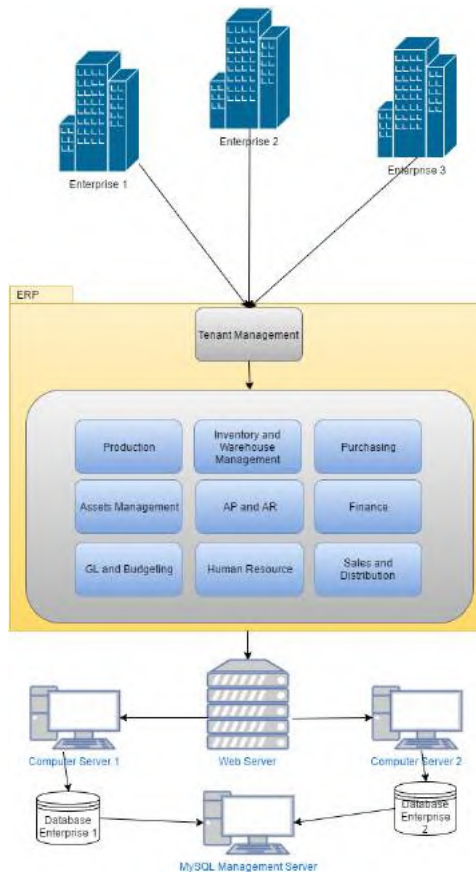 Enterprise 1
Enterprise 2
Enterprise 3
ERP
Tenant Management
Production
Inventory and
Warehouse
Management
Purchasing
Assets Management
AP and AR
Finance
GL and Budgeting
Human Resource
Sales and
Distribution
Computer Server 1
Web Server
Computer Server 2
Database
Enterprise 1
Database
Enterprise
2
MySQL Management Server